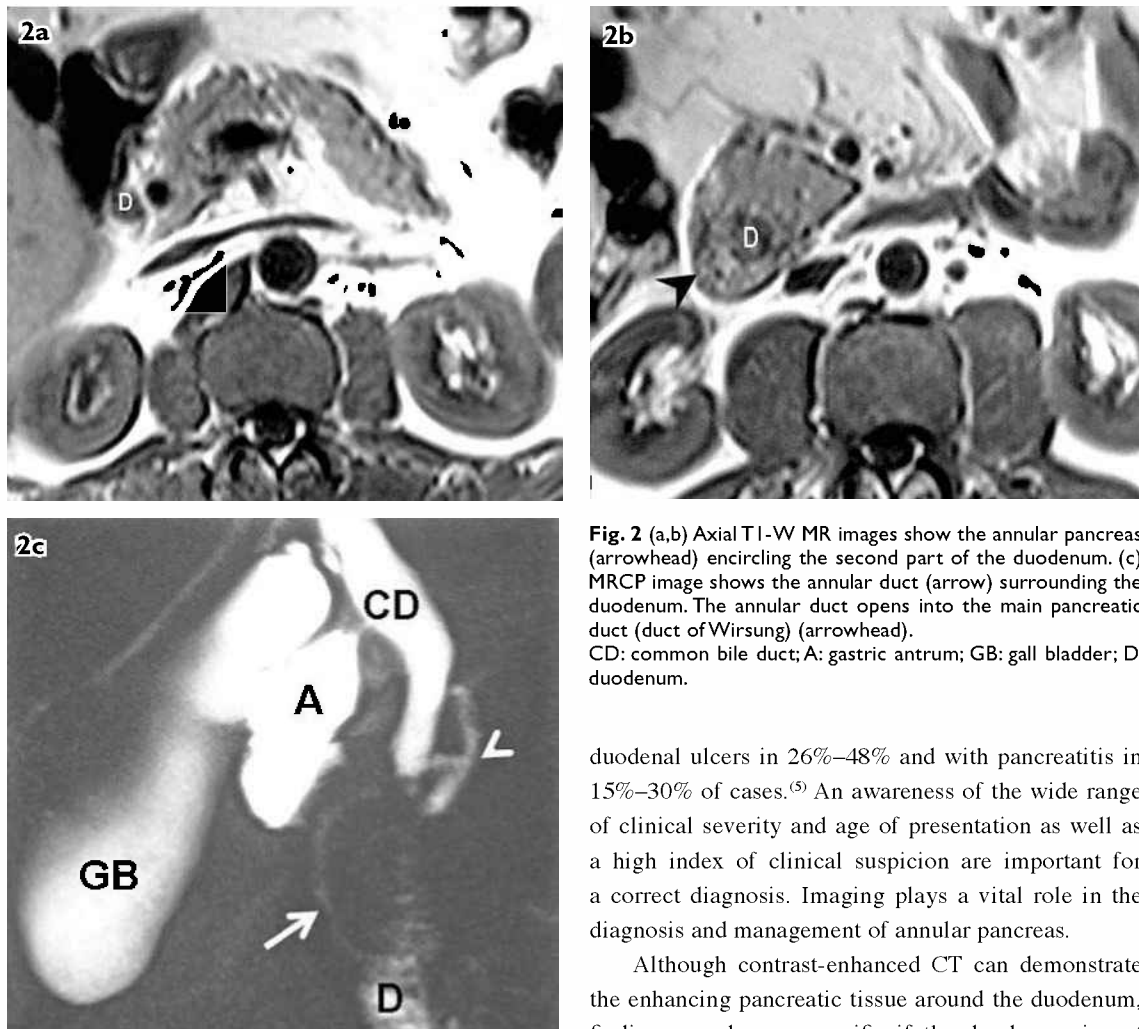 2a
D
2b
D
2c
CD
A
GB
D
Fig. 2 (a,b) Axial T1-W MR images show the annular pancreas
(arrowhead) encircling the second part of the duodenum. (c)
MRCP image shows the annular duct (arrow) surrounding the
duodenum. The annular duct opens into the main pancreatic
duct (duct of Wirsung) (arrowhead).
CD: common bile duct; A: gastric antrum; GB: gall bladder; D
duodenum.
duodenal ulcers in 26%–48% and with pancreatitis in
15%–30% of cases.(5) An awareness of the wide range
of clinical severity and age of presentation as well as
a high index of clinical suspicion are important for
a correct diagnosis. Imaging plays a vital role in the
diagnosis and management of annular pancreas.
Although contrast-enhanced CT can demonstrate
the enhancing pancreatic tissue around the duodenum,